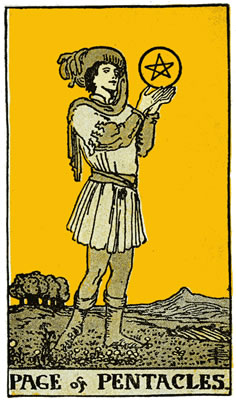 PAGE of PENTACLES.